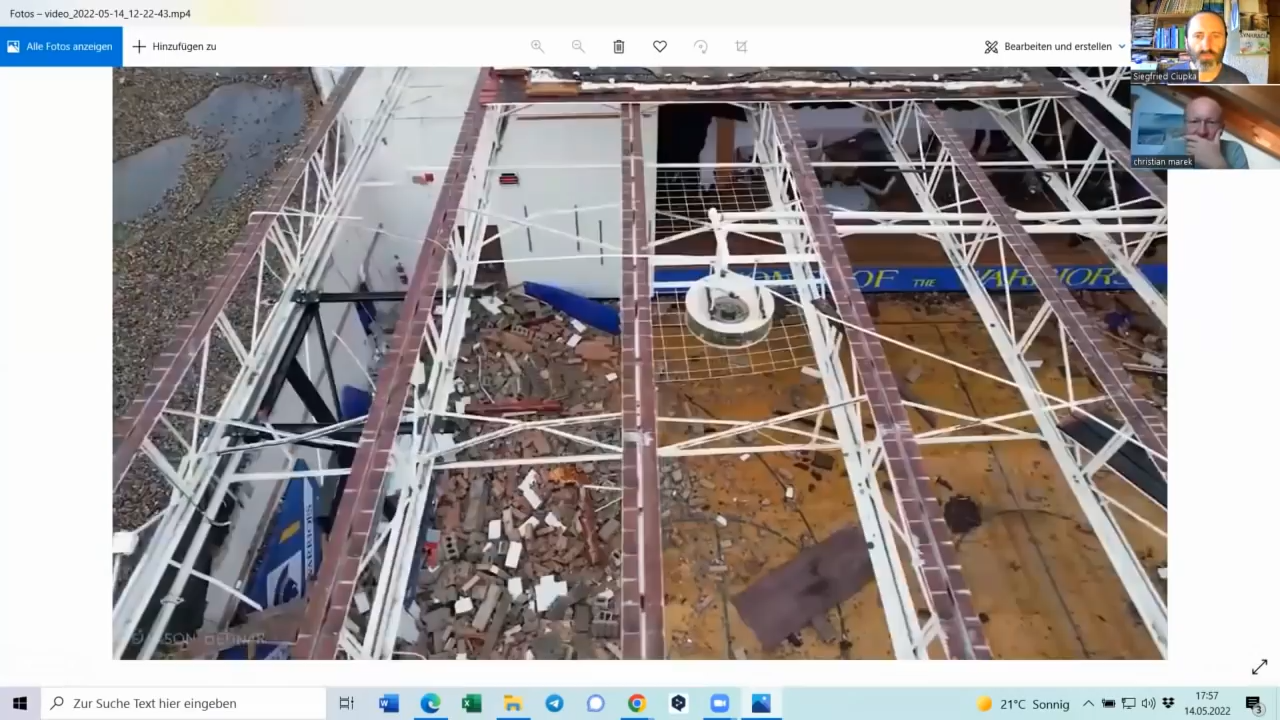 Fotos – video_2022-05-14_12-22-43.mp4
Alle Fotos anzeigen
Hinzufügen zu
Bearbeiten und erstellen
Siegfried Ciupka
christian marek
OF THE WARRIORS
Zur Suche Text hier eingeben
21°C Sonnig
17:57
14.05.2022
3